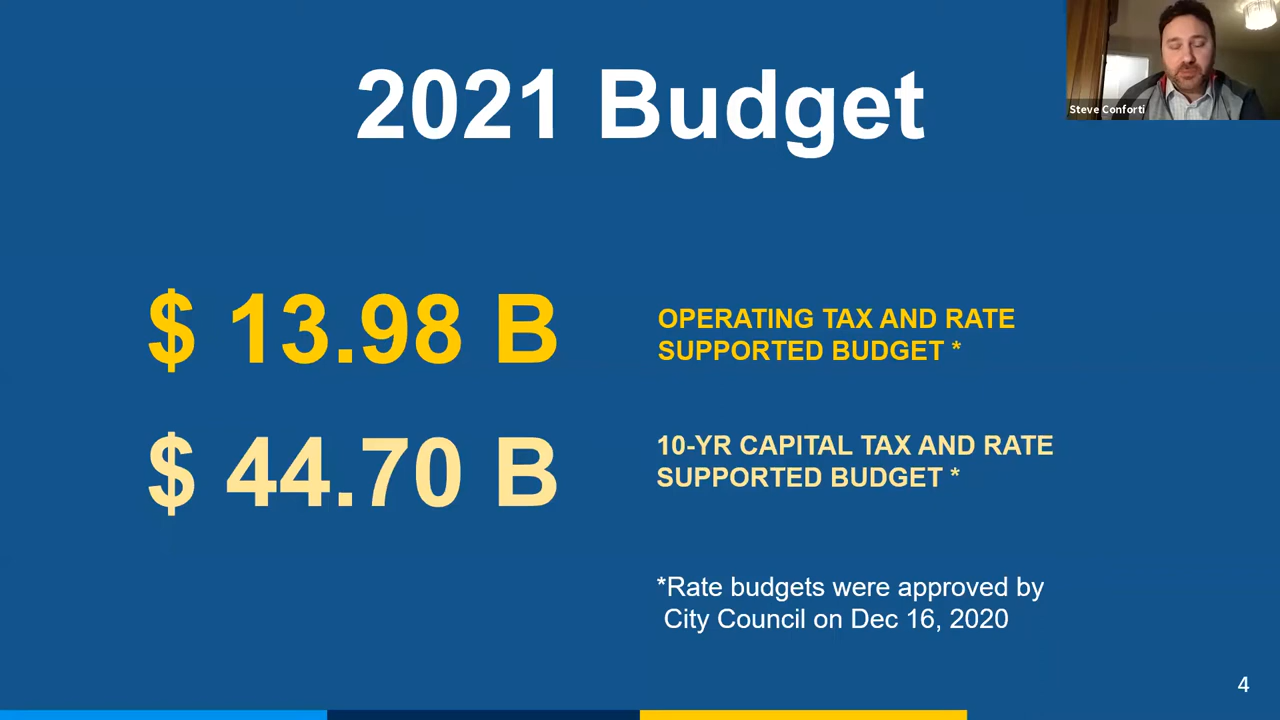 2021 Budget
Steve Conforti
$ 13.98 B
OPERATING TAX AND RATE
SUPPORTED BUDGET *
$ 44.70 B
10-YR CAPITAL TAX AND RATE
SUPPORTED BUDGET *
*Rate budgets were approved by
City Council on Dec 16, 2020
4